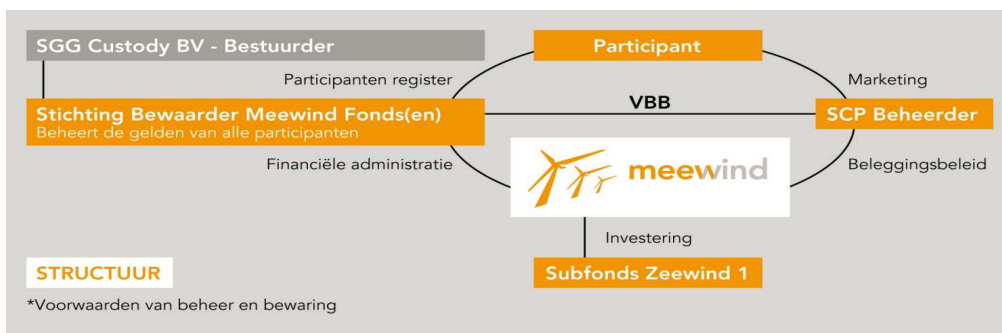 SGG Custody BV - Bestuurder
Participant
Participanten register
Marketing
VBB
Stichting Bewaarder Meewind Fonds(en)
Beheert de gelden van alle participanten
SCP Beheerder
Financiële administratie
meewind
Beleggingsbeleid
Investering
STRUCTUUR
Subfonds Zeewind 1
*Voorwaarden van beheer en bewaring